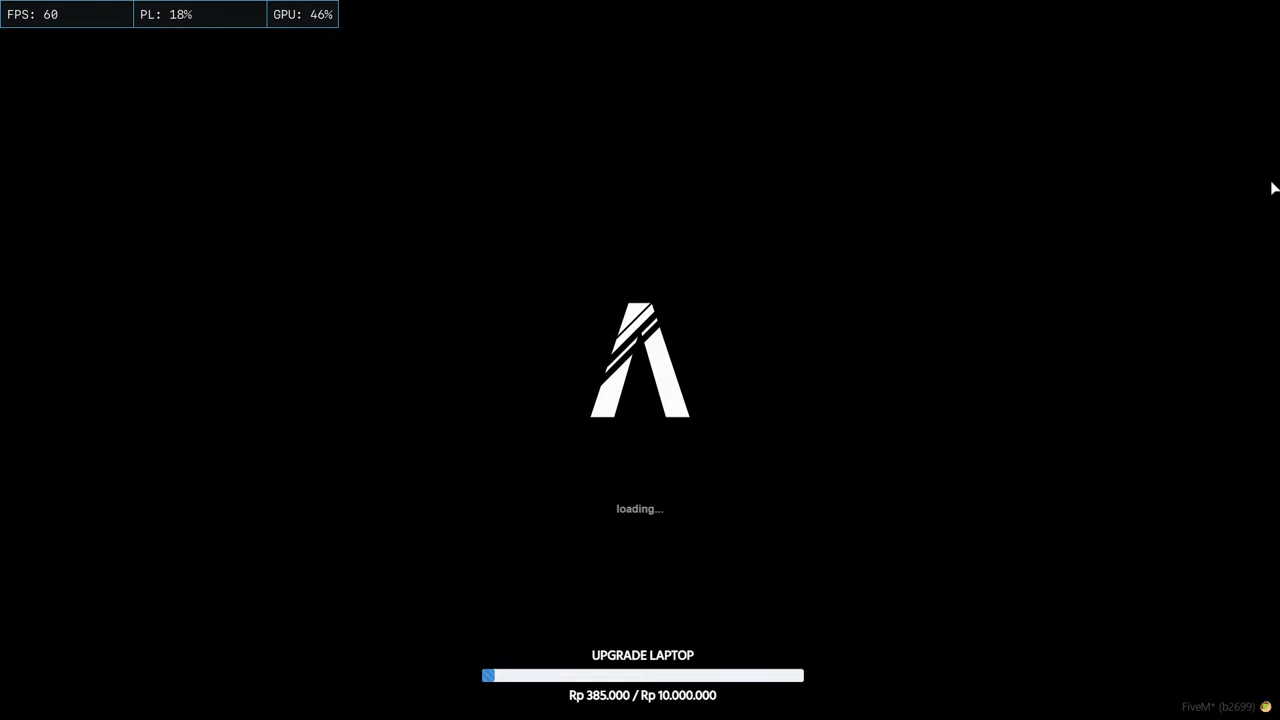 FPS: 60 PL: 18% GPU: 46%
loading...
UPGRADE LAPTOP
Rp 385.000 / Rp 10.000.000
FiveM* (b2699)